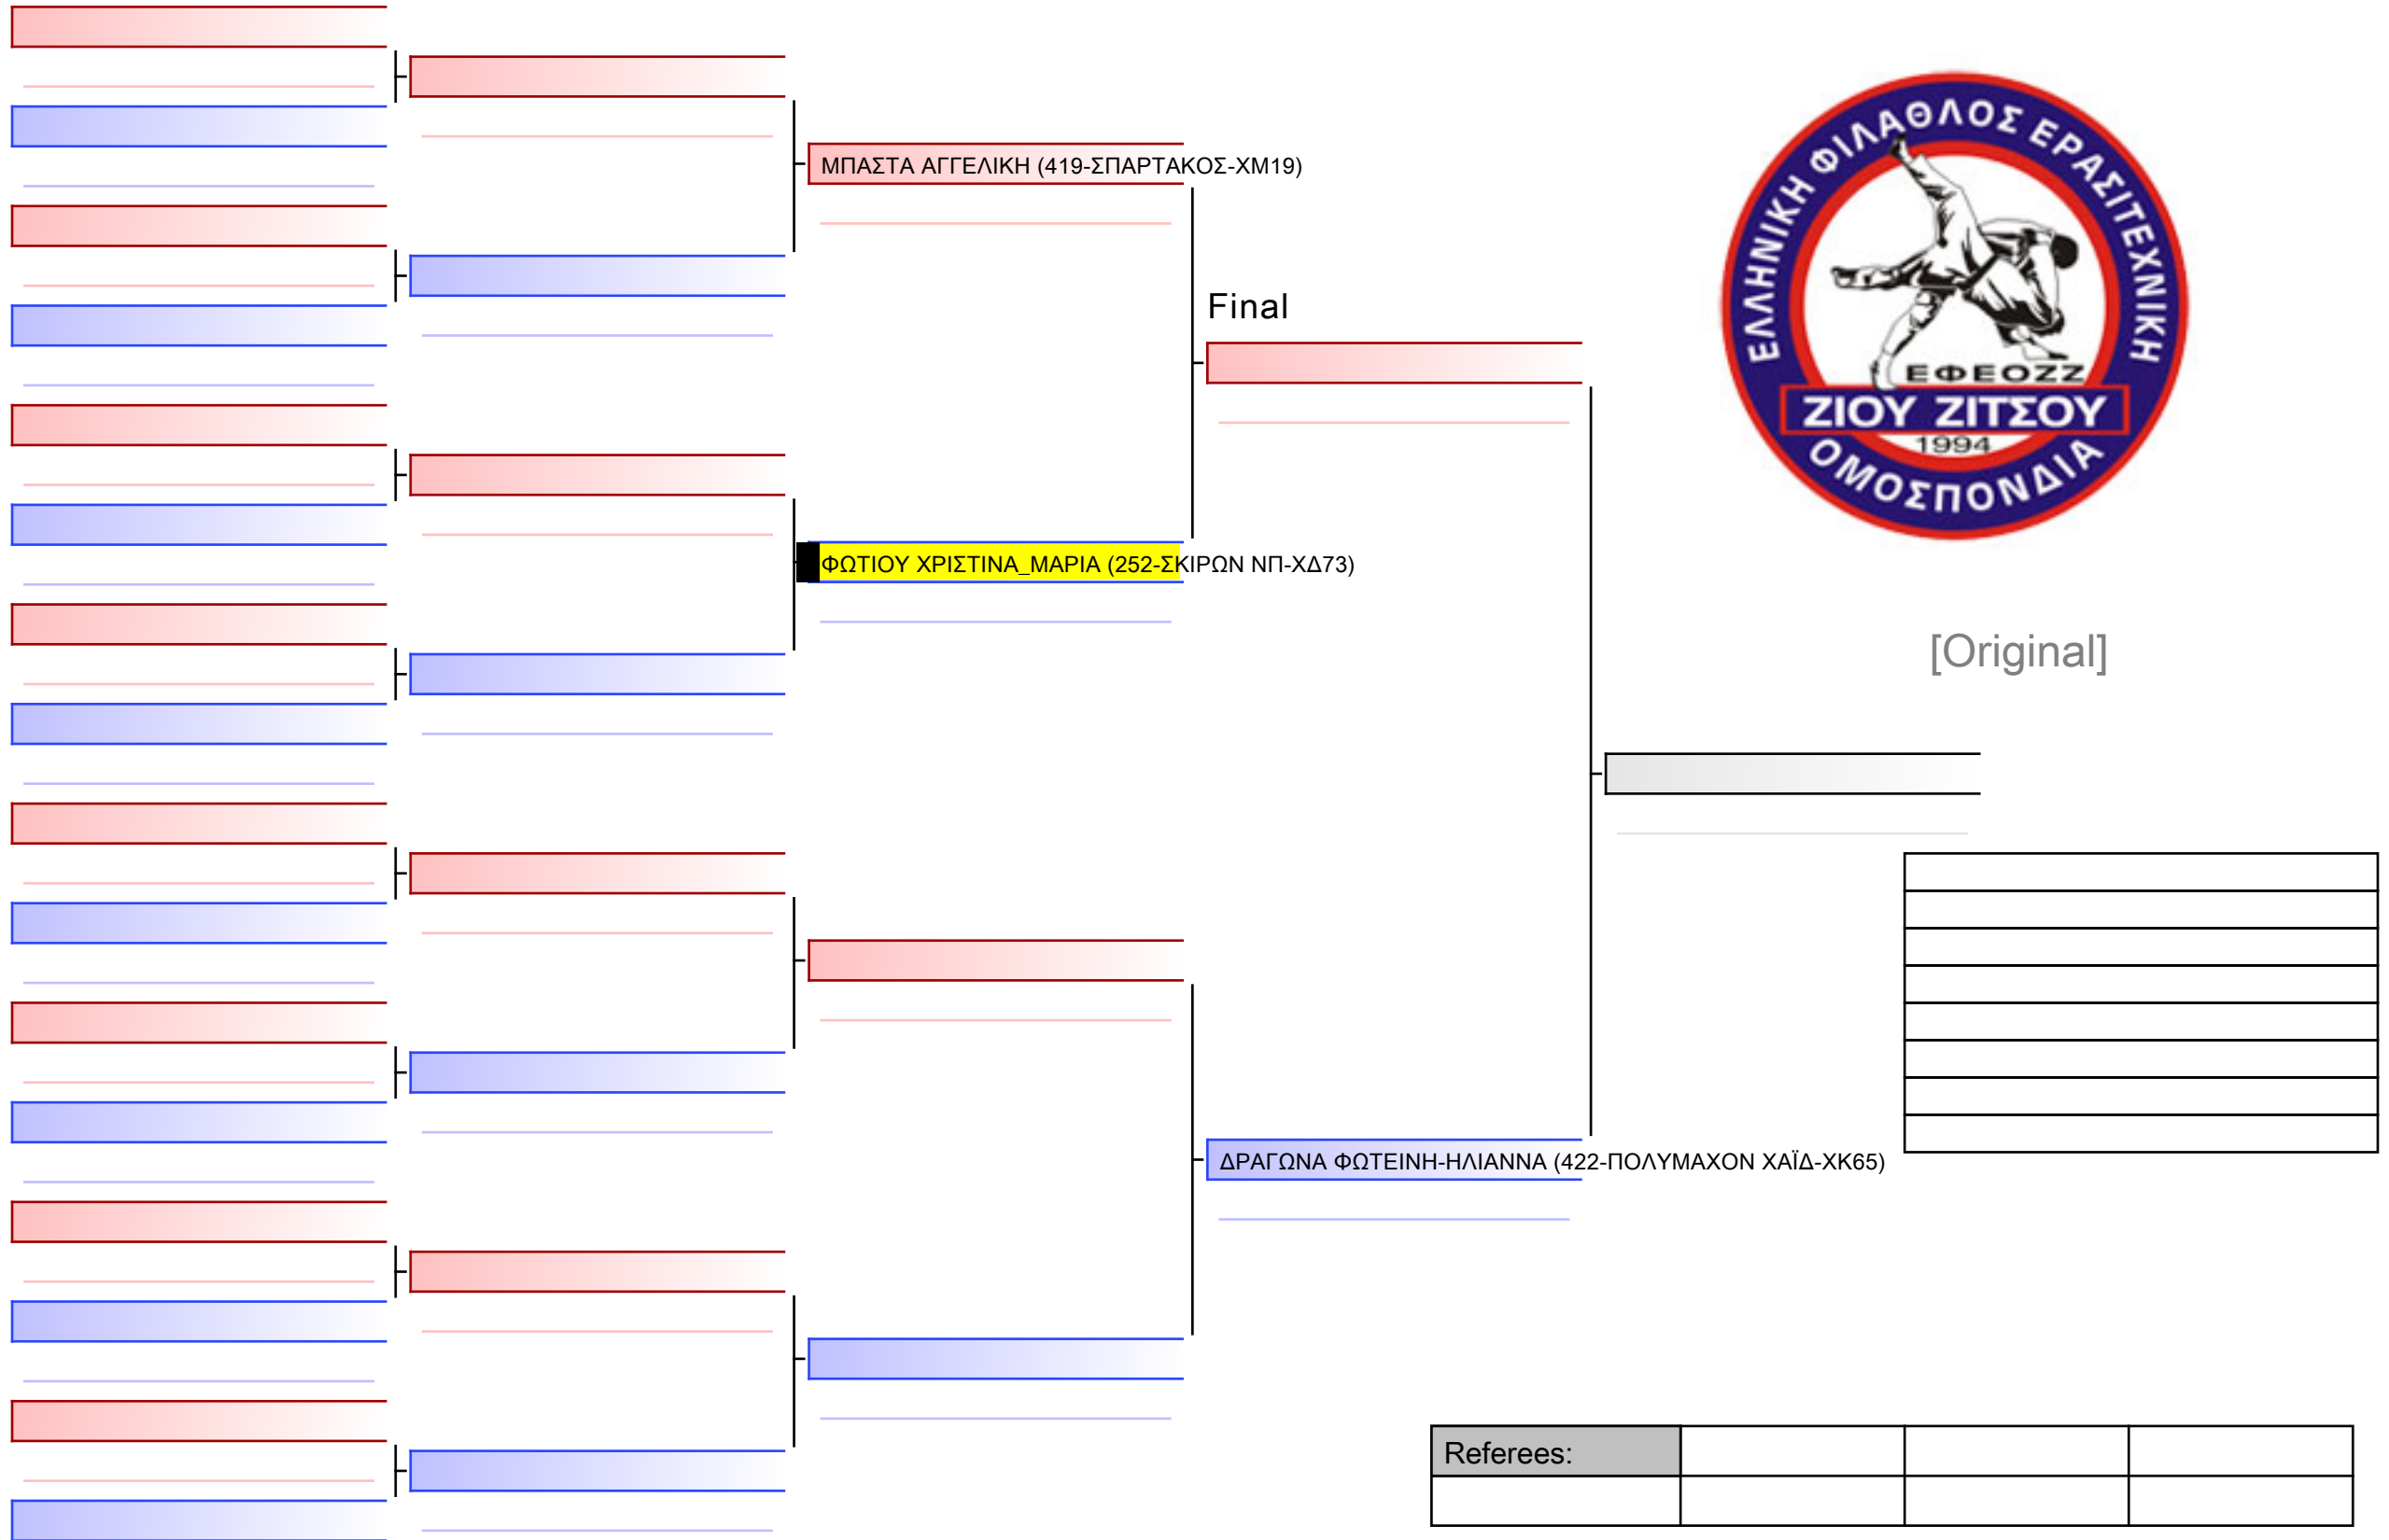 ΜΠΑΣΤΑ ΑΓΓΕΛΙΚΗ (419-ΣΠΑΡΤΑΚΟΣ-ΧΜ19)
ΕΛΛΗΝΙΚΗ ΦΙΛΑΘΛΟΣ ΕΡΑΣΙΤΕΧΝΙΚΗ
ΕΦΕΟΖΖ
ΖΙΟΥ ΖΙΤΣΟΥ
1994
ΟΜΟΣΠΟΝΔΙΑ
Final
ΦΩΤΙΟΥ ΧΡΙΣΤΙΝΑ_ΜΑΡΙΑ (252-ΣΚΙΡΩΝ ΝΠ-ΧΔ73)
[Original]
ΔΡΑΓΩΝΑ ΦΩΤΕΙΝΗ-ΗΛΙΑΝΝΑ (422-ΠΟΛΥΜΑΧΟΝ ΧΑΪΔ-ΧΚ65)
Referees: